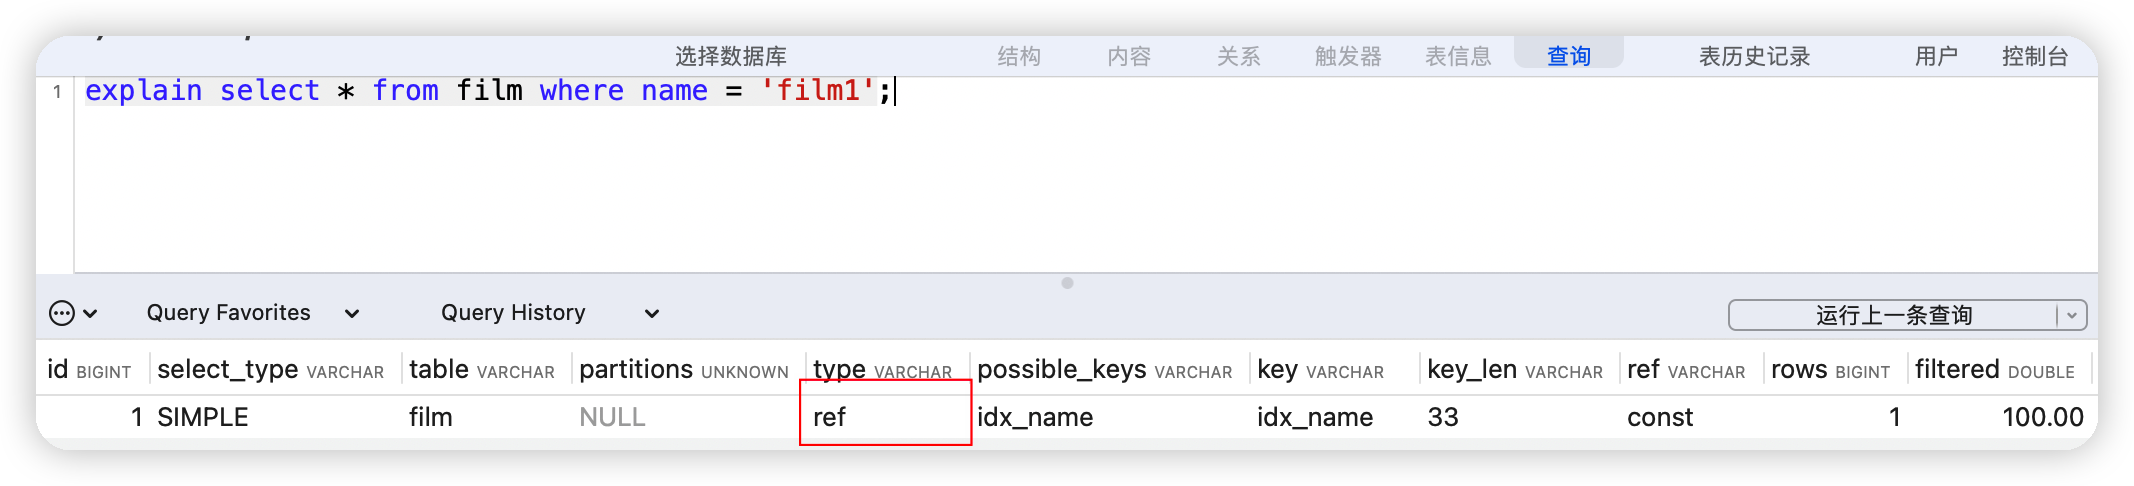 选择数据库 结构 内容 关系 触发器 表信息 查询 表历史记录 用户 控制台
1 explain select * from film where name = 'film1';
Query Favorites Query History 运行上一条查询
id BIGINT select_type VARCHAR table VARCHAR partitions UNKNOWN type VARCHAR possible_keys VARCHAR key VARCHAR key_len VARCHAR ref VARCHAR rows BIGINT filtered DOUBLE
1 SIMPLE film NULL ref idx_name idx_name 33 const 1 100.00